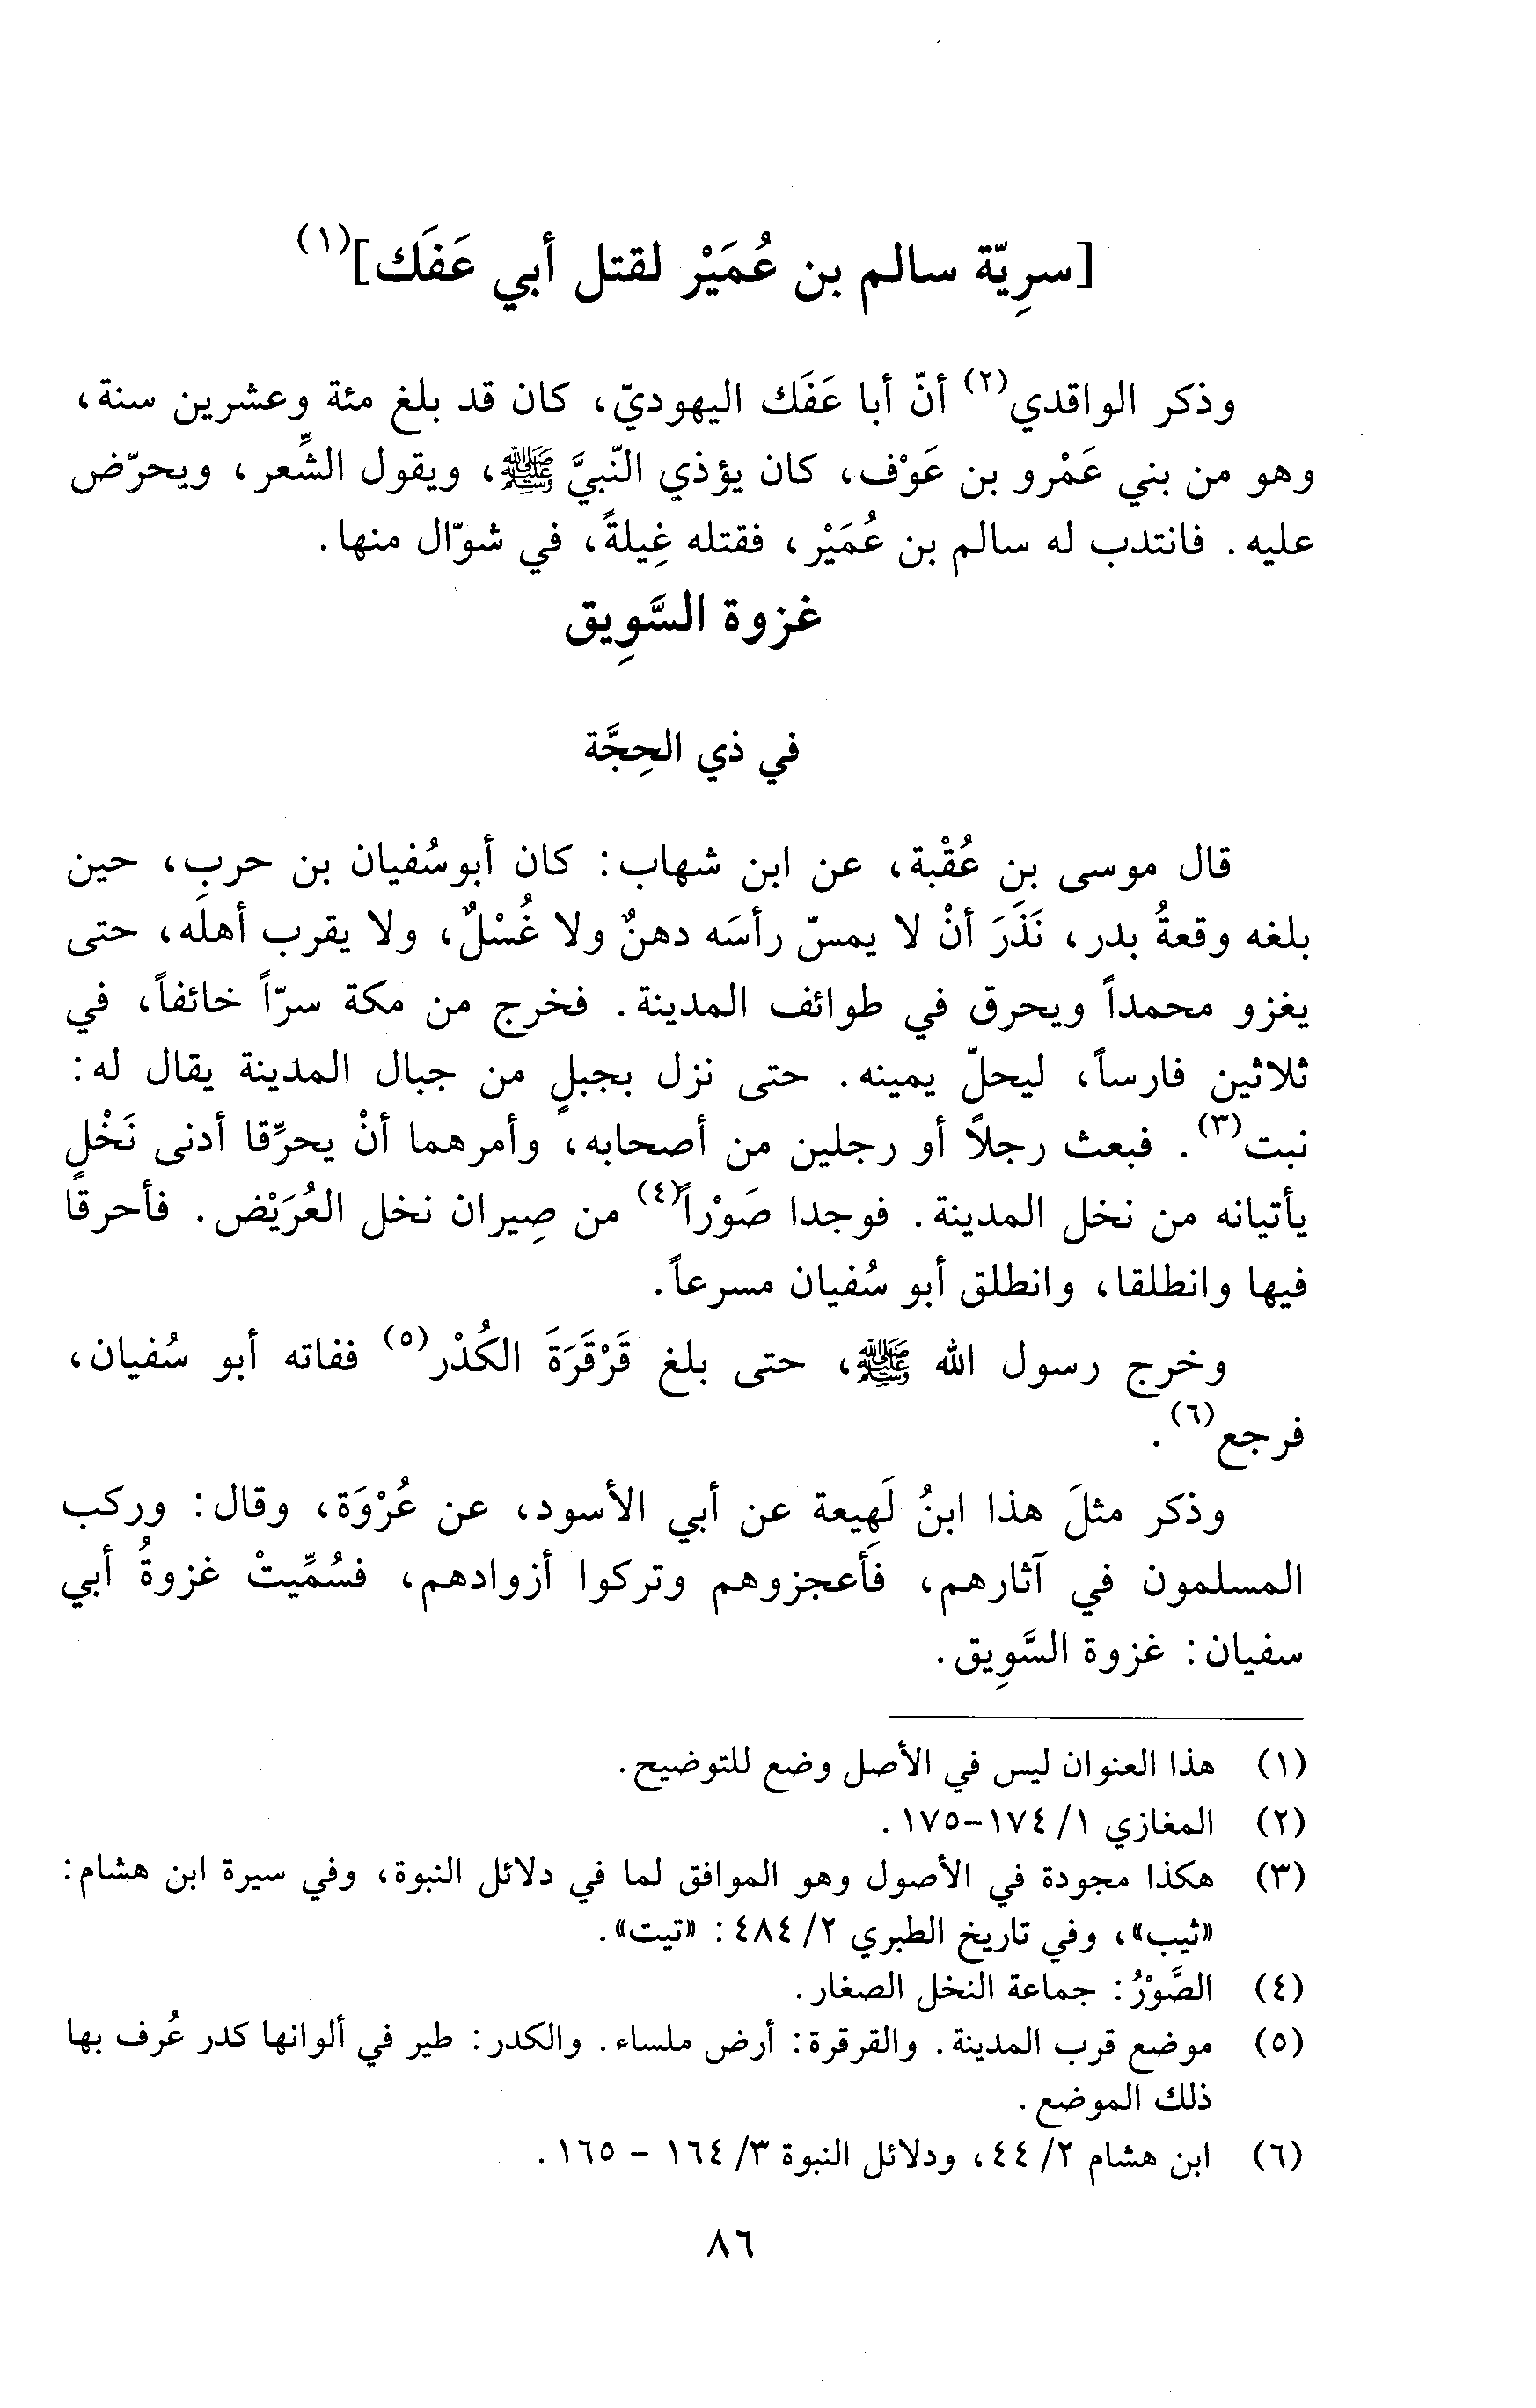 [سرِيّة سالم بن عُمَيْر لقتل أبي عَفَك]⁽١⁾
وذكر الواقدي⁽٢⁾ أنّ أبا عَفَك اليهوديّ، كان قد بلغ مئة وعشرين سنة،
وهو من بني عَمْرو بن عَوْف، كان يؤذي النّبيَّ ﷺ، ويقول الشِّعر، ويحرّض
عليه. فانتدب له سالم بن عُمَيْر، فقتله غِيلةً، في شوّال منها.
غزوة السَّوِيق
في ذي الحِجَّة
قال موسى بن عُقْبة، عن ابن شهاب: كان أبوسُفيان بن حرب، حين
بلغه وقعةُ بدر، نَذَرَ أنْ لا يمسّ رأسَه دهنٌ ولا غُسْلٌ، ولا يقرب أهلَه، حتى
يغزو محمداً ويحرق في طوائف المدينة. فخرج من مكة سرّاً خائفاً، في
ثلاثين فارساً، ليحلّ يمينه. حتى نزل بجبلٍ من جبال المدينة يقال له:
نبت⁽٣⁾. فبعث رجلاً أو رجلين من أصحابه، وأمرهما أنْ يحرِّقا أدنى نَخْلٍ
يأتيانه من نخل المدينة. فوجدا صَوْراً⁽٤⁾ من صِيران نخل العُرَيْض. فأحرقا
فيها وانطلقا، وانطلق أبو سُفيان مسرعاً.
وخرج رسول الله ﷺ، حتى بلغ قَرْقَرَةَ الكُدْر⁽٥⁾ ففاته أبو سُفيان،
فرجع⁽٦⁾.
وذكر مثلَ هذا ابنُ لَهِيعة عن أبي الأسود، عن عُرْوَة، وقال: وركب
المسلمون في آثارهم، فأعجزوهم وتركوا أزوادهم، فسُمِّيتْ غزوةُ أبي
سفيان: غزوة السَّوِيق.
(١) هذا العنوان ليس في الأصل وضع للتوضيح.
(٢) المغازي ١/ ١٧٤-١٧٥.
(٣) هكذا مجودة في الأصول وهو الموافق لما في دلائل النبوة، وفي سيرة ابن هشام:
«ثيب»، وفي تاريخ الطبري ٢/ ٤٨٤: «تيت».
(٤) الصَّوْرُ: جماعة النخل الصغار.
(٥) موضع قرب المدينة. والقرقرة: أرض ملساء. والكدر: طير في ألوانها كدر عُرف بها
ذلك الموضع.
(٦) ابن هشام ٢/ ٤٤، ودلائل النبوة ٣/ ١٦٤ - ١٦٥.
٨٦